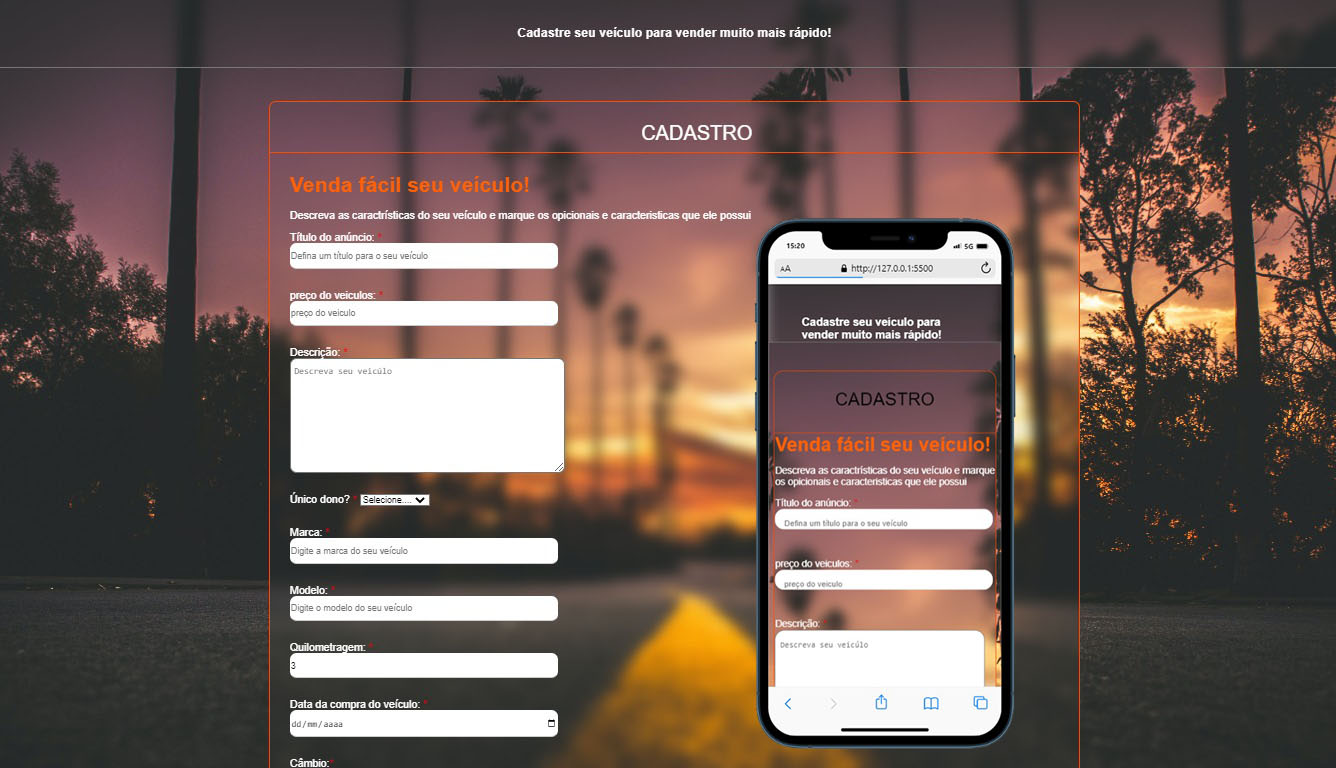 Cadastre seu veículo para vender muito mais rápido!
CADASTRO
Venda fácil seu veículo!
Descreva as caractrísticas do seu veículo e marque os opicionais e caracteristicas que ele possui
Título do anúncio: *
Defina um título para o seu veículo
preço do veiculos: *
preço do veiculo
Descrição: *
Descreva seu veicúlo
Único dono? * Selecione....
Marca: *
Digite a marca do seu veículo
Modelo: *
Digite o modelo do seu veículo
Quilometragem: *
3
Data da compra do veículo: *
dd/mm/aaaa
Câmbio:*
15:20
5G
AA
http://127.0.0.1:5500
Cadastre seu veiculo para
vender muito mais rápido!
CADASTRO
Venda fácil seu veículo!
Descreva as caractrísticas do seu veículo e marque
os opicionais e caracteristicas que ele possui
Título do anúncio: *
Defina um título para o seu veículo
preço do veiculos: *
preço do veiculo
Descrição: *
Descreva seu veicúlo